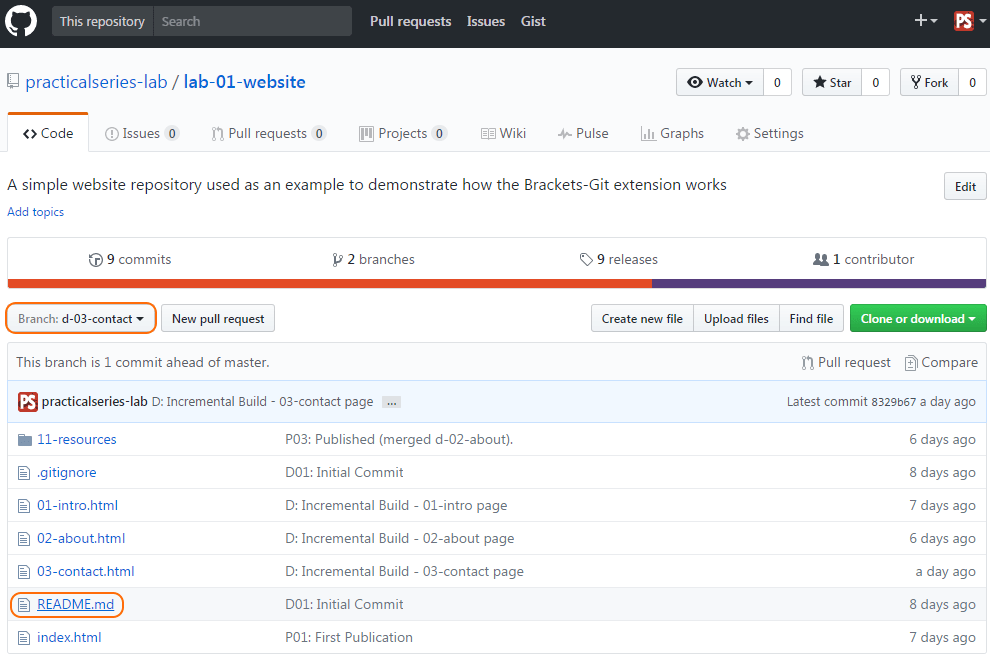 This repository Search Pull requests Issues Gist PS
practicalseries-lab / lab-01-website Watch 0 Star 0 Fork 0
Code Issues 0 Pull requests 0 Projects 0 Wiki Pulse Graphs Settings
A simple website repository used as an example to demonstrate how the Brackets-Git extension works Edit
Add topics
9 commits 2 branches 9 releases 1 contributor
Branch: d-03-contact New pull request Create new file Upload files Find file Clone or download
This branch is 1 commit ahead of master. Pull request Compare
PS practicalseries-lab D: Incremental Build - 03-contact page ... Latest commit 8329b67 a day ago
11-resources P03: Published (merged d-02-about). 6 days ago
.gitignore D01: Initial Commit 8 days ago
01-intro.html D: Incremental Build - 01-intro page 7 days ago
02-about.html D: Incremental Build - 02-about page 6 days ago
03-contact.html D: Incremental Build - 03-contact page a day ago
README.md D01: Initial Commit 8 days ago
index.html P01: First Publication 7 days ago